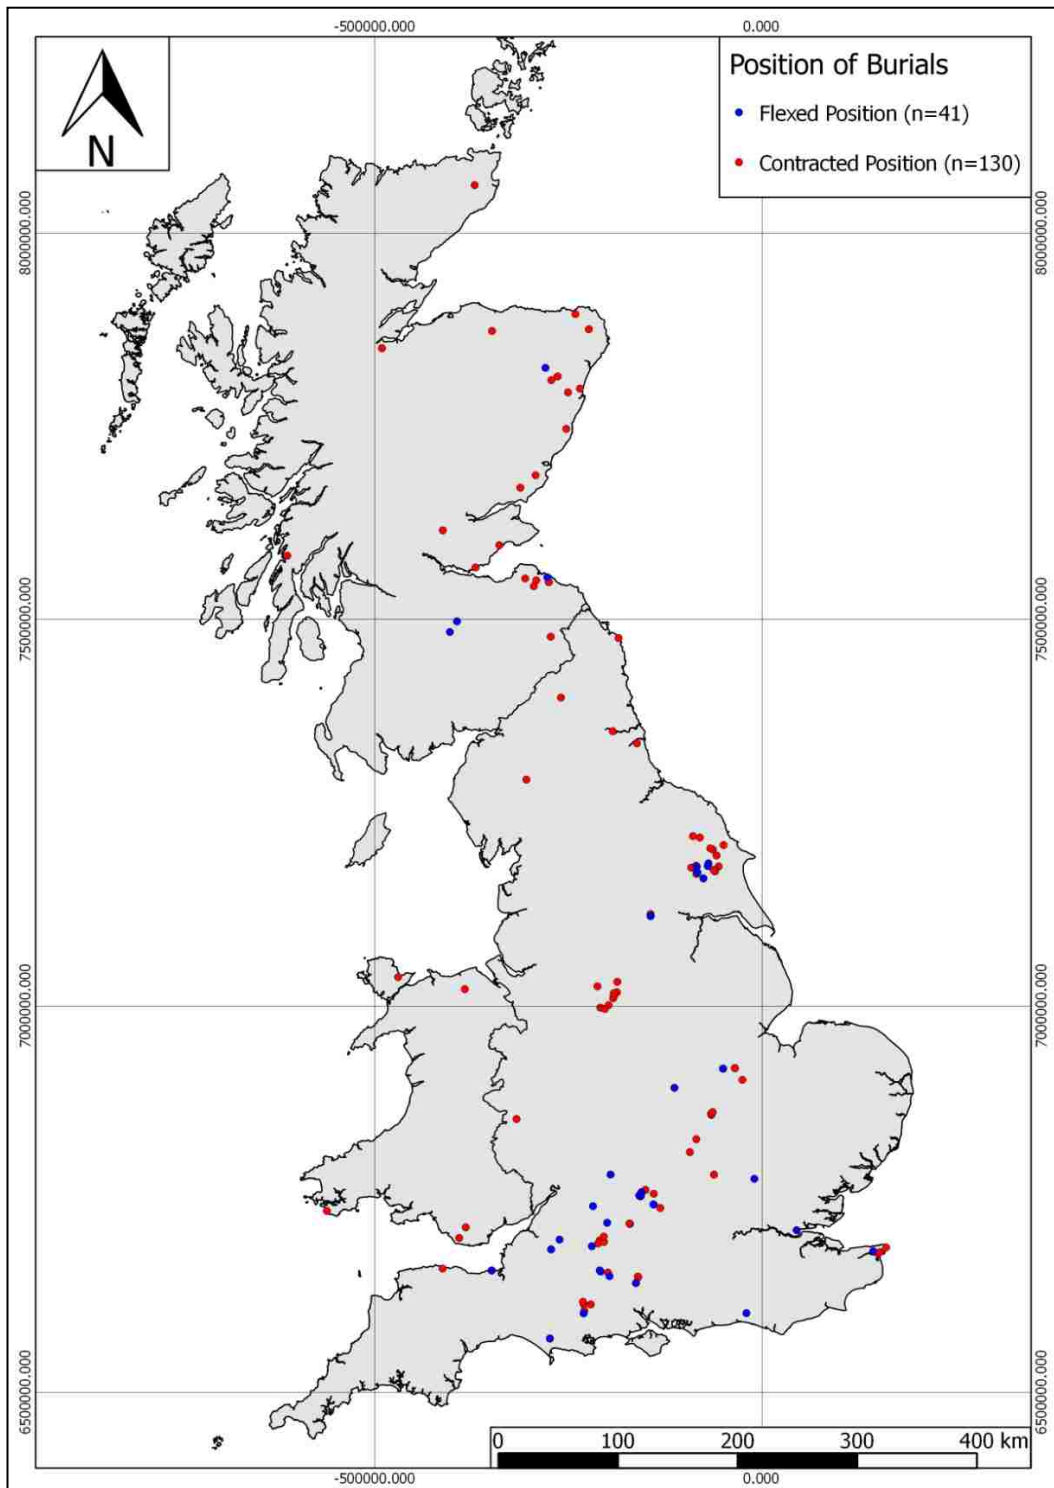 -500000.000 0.000
N
Position of Burials
Flexed Position (n=41)
Contracted Position (n=130)
8000000.000 8000000.000
7500000.000 7500000.000
7000000.000 7000000.000
6500000.000 6500000.000
0 100 200 300 400 km
-500000.000 0.000